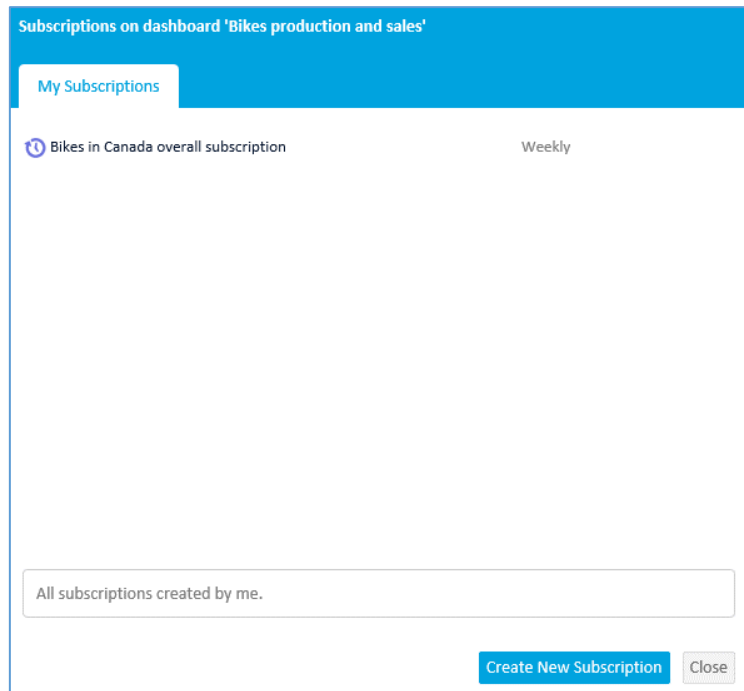 Subscriptions on dashboard 'Bikes production and sales'
My Subscriptions
Bikes in Canada overall subscription Weekly
All subscriptions created by me.
Create New Subscription Close